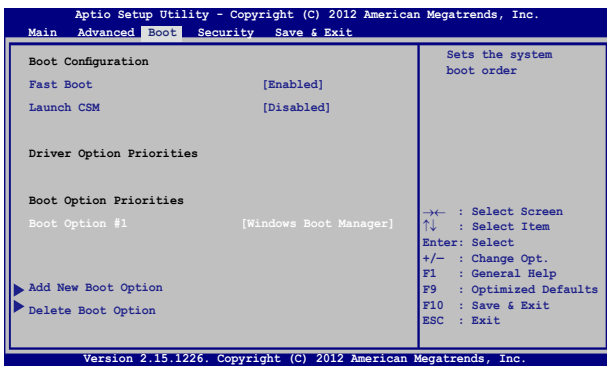 Aptio Setup Utility - Copyright (C) 2012 American Megatrends, Inc.
Main Advanced Boot Security Save & Exit
Boot Configuration
Fast Boot [Enabled]
Launch CSM [Disabled]
Driver Option Priorities
Boot Option Priorities
Boot Option #1 [Windows Boot Manager]
Add New Boot Option
Delete Boot Option
Sets the system
boot order
→← : Select Screen
↑↓ : Select Item
Enter: Select
+/— : Change Opt.
F1 : General Help
F9 : Optimized Defaults
F10 : Save & Exit
ESC : Exit
Version 2.15.1226. Copyright (C) 2012 American Megatrends, Inc.